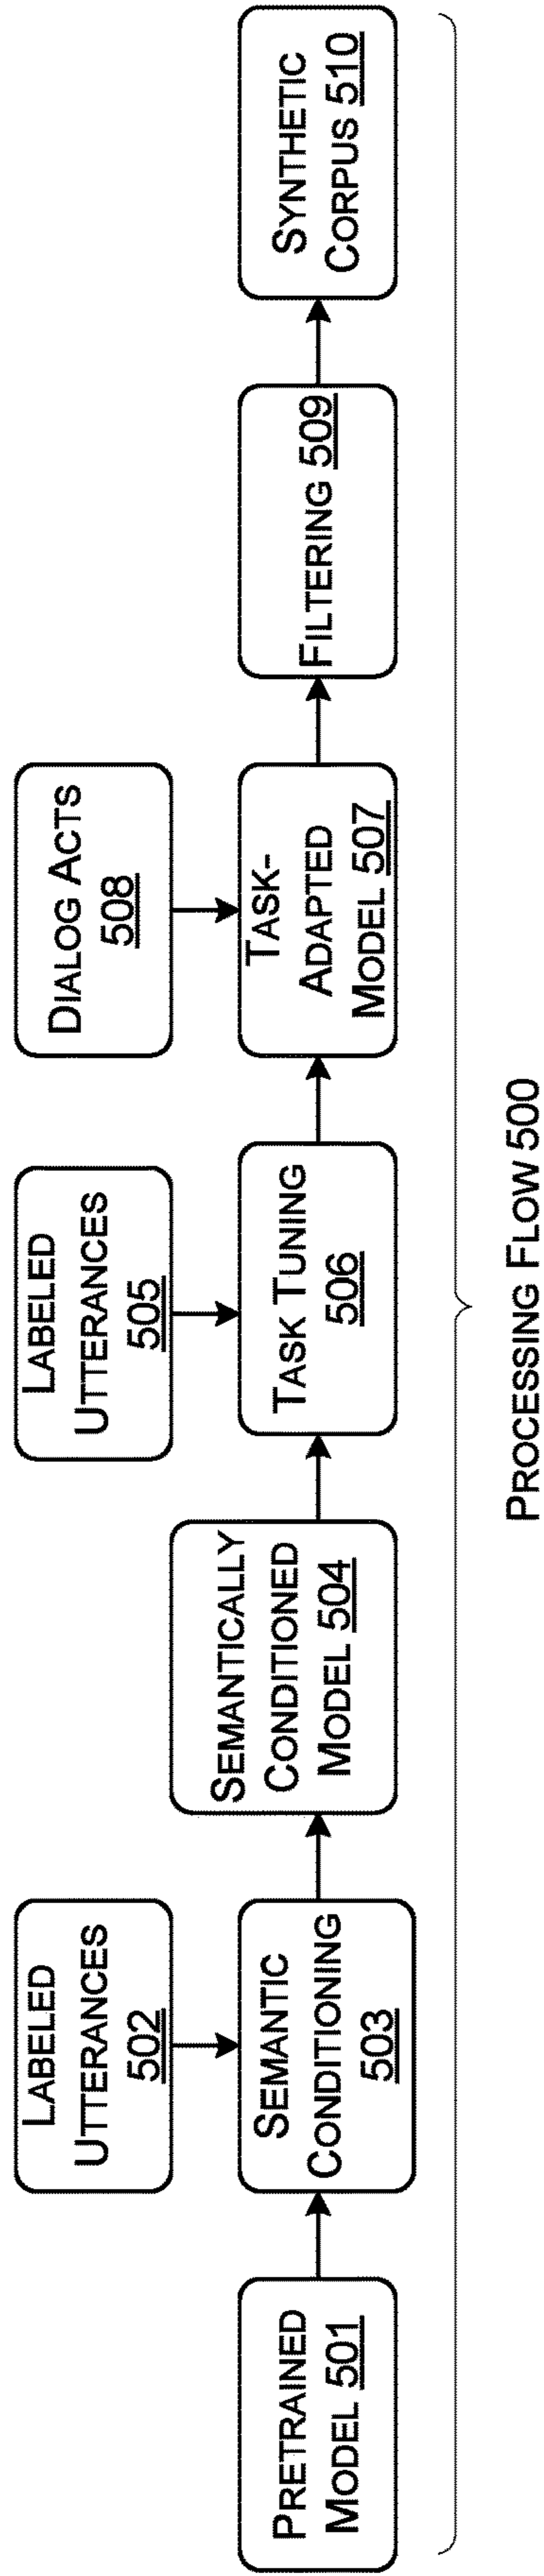 LABELED
UTTERANCES
502
LABELED
UTTERANCES
505
DIALOG ACTS
508
PRETRAINED
MODEL 501
SEMANTIC
CONDITIONING
503
SEMANTICALLY
CONDITIONED
MODEL 504
TASK TUNING
506
TASK-
ADAPTED
MODEL 507
FILTERING 509
SYNTHETIC
CORPUS 510
PROCESSING FLOW 500